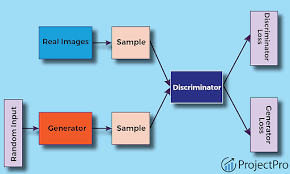 Real Images
Sample
Discriminator
Loss
Discriminator
Random Input
Generator
Sample
Generator
Loss
ProjectPro